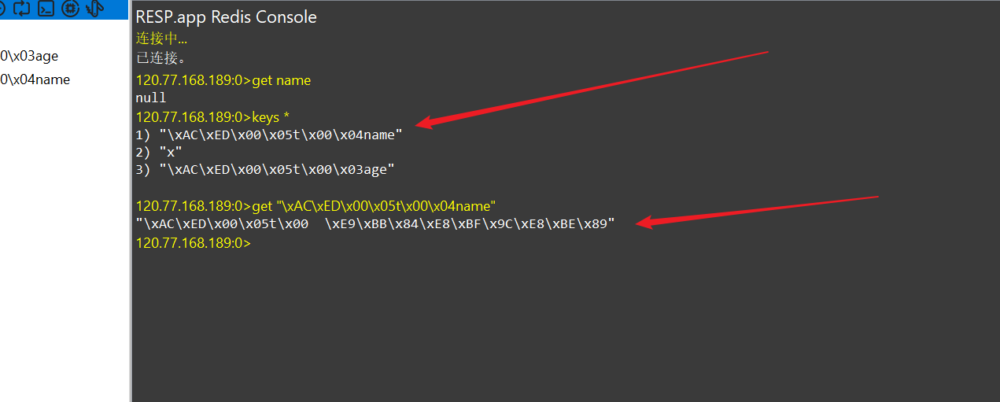 RESP.app Redis Console
连接中...
已连接。
0\x03age
0\x04name
120.77.168.189:0>get name
null
120.77.168.189:0>keys *
1) "\xAC\xED\x00\x05t\x00\x04name"
2) "x"
3) "\xAC\xED\x00\x05t\x00\x03age"
120.77.168.189:0>get "\xAC\xED\x00\x05t\x00\x04name"
"\xAC\xED\x00\x05t\x00  \xE9\xBB\x84\xE8\xBF\x9C\xE8\xBE\x89"
120.77.168.189:0>